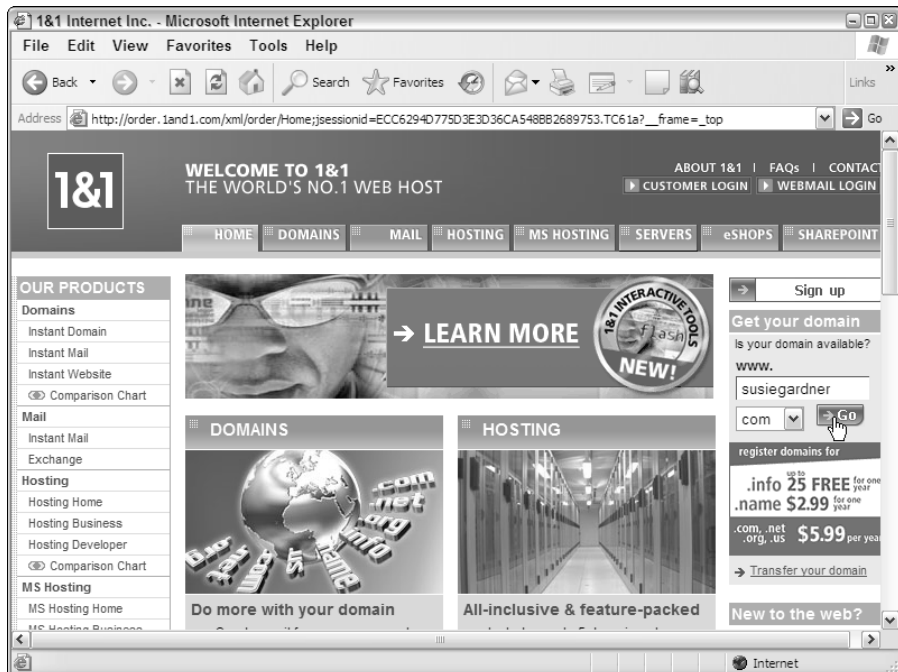 1&1 Internet Inc. - Microsoft Internet Explorer
File Edit View Favorites Tools Help
Back Search Favorites Links »
Address http://order.1and1.com/xml/order/Home;jsessionid=ECC6294D775D3E3D36CA548BB2689753.TC61a?__frame=_top Go
1&1
WELCOME TO 1&1
THE WORLD'S NO.1 WEB HOST
ABOUT 1&1 | FAQs | CONTACT
CUSTOMER LOGIN WEBMAIL LOGIN
HOME DOMAINS MAIL HOSTING MS HOSTING SERVERS eSHOPS SHAREPOINT
OUR PRODUCTS
Domains
Instant Domain
Instant Mail
Instant Website
Comparison Chart
Mail
Instant Mail
Exchange
Hosting
Hosting Home
Hosting Business
Hosting Developer
Comparison Chart
MS Hosting
MS Hosting Home
MS Hosting Business
LEARN MORE
1&1 INTERACTIVE TOOLS
flash
NEW!
DOMAINS
.com
.net
.org
.info
Do more with your domain
HOSTING
All-inclusive & feature-packed
Sign up
Get your domain
Is your domain available?
www.
susiegardner
com Go
register domains for
.info up to 25 FREE for one year
.name $2.99 for one year
.com, .net
.org, .us $5.99 per year
Transfer your domain
New to the web?
Internet